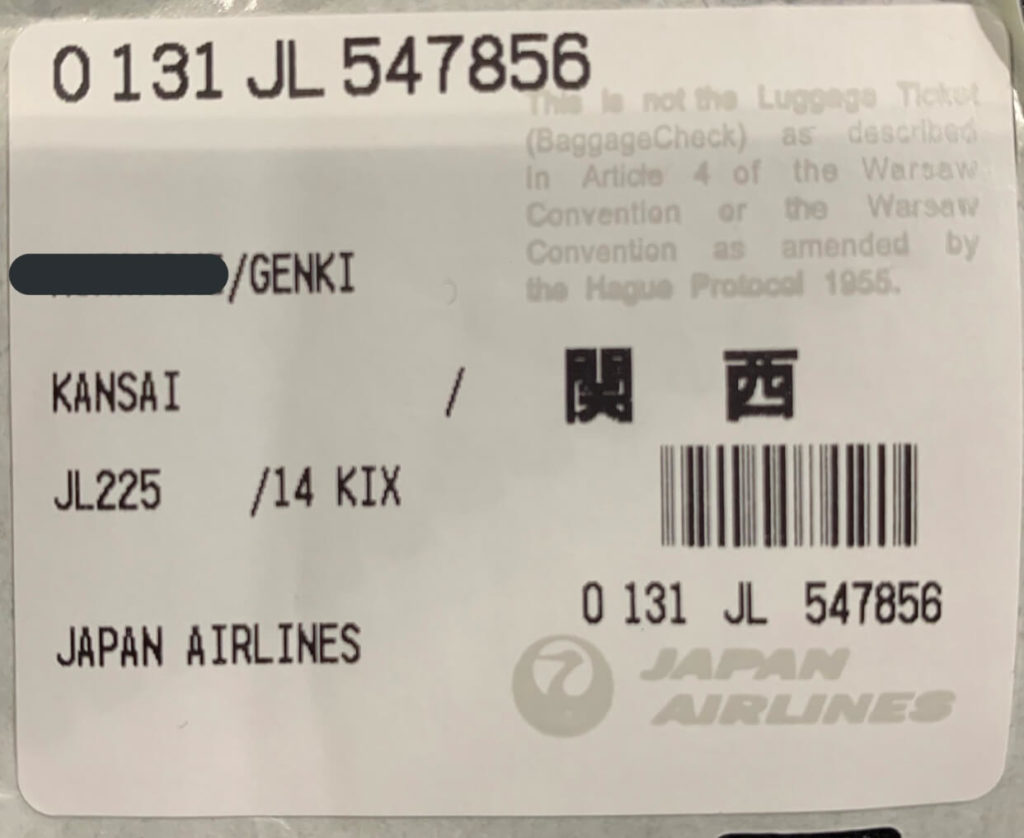 0 131 JL 547856
This is not the Luggage Ticket
(BaggageCheck) as described
in Article 4 of the Warsaw
Convention or the Warsaw
Convention as amended by
the Hague Protocol 1955.
/GENKI
KANSAI / 関 西
JL225 /14 KIX
0 131 JL 547856
JAPAN AIRLINES
JAPAN
AIRLINES